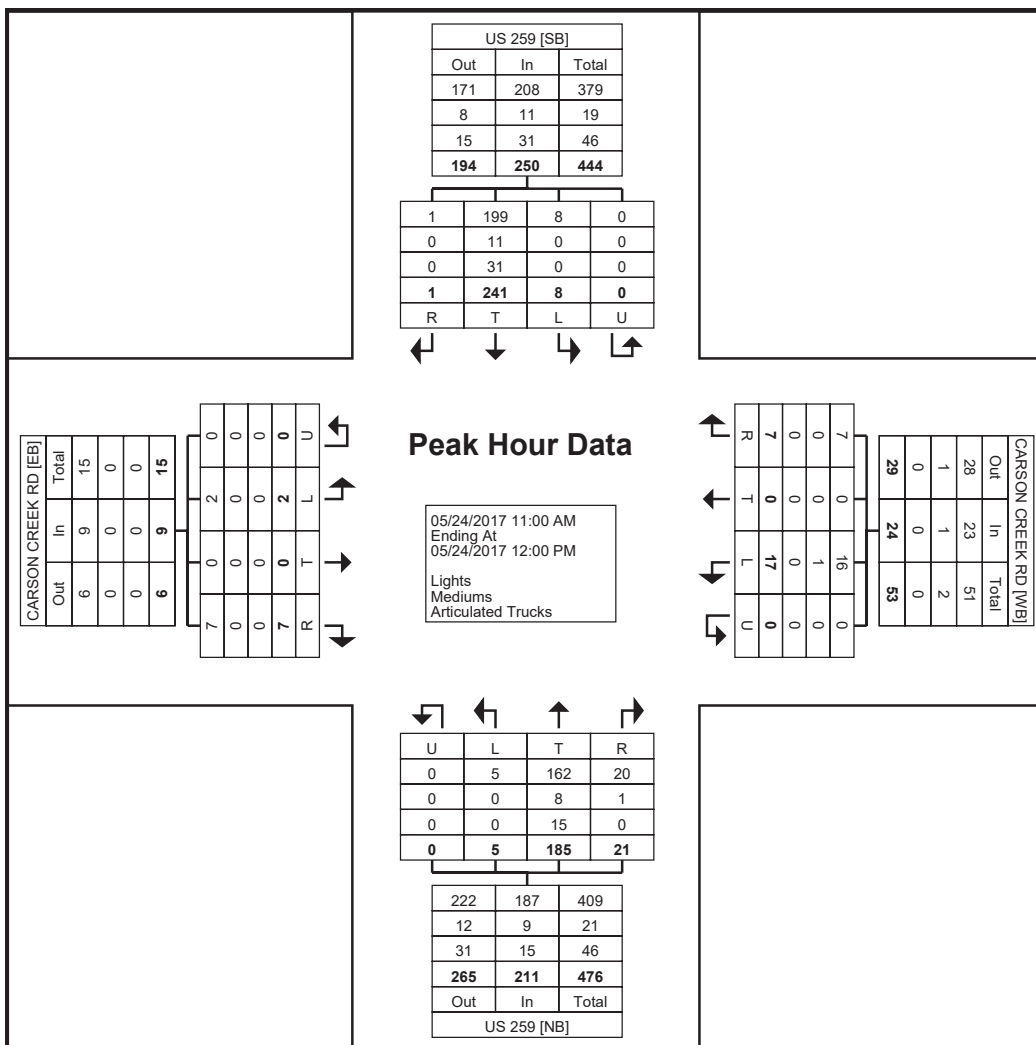 US 259 [SB]
Out In Total
171 208 379
8 11 19
15 31 46
194 250 444
1 199 8 0
0 11 0 0
0 31 0 0
1 241 8 0
R T L U
CARSON CREEK RD [EB]
Total 15 0 0 15
In 9 0 0 9
Out 6 0 0 6
0 0 0 0 U
2 0 0 2 L
0 0 0 0 T
7 0 0 7 R
Peak Hour Data
05/24/2017 11:00 AM
Ending At
05/24/2017 12:00 PM
Lights
Mediums
Articulated Trucks
R 7 0 0 7
T 0 0 0 0
L 17 0 1 16
U 0 0 0 0
CARSON CREEK RD [WB]
Out In Total
28 23 51
1 1 2
0 0 0
29 24 53
U L T R
0 5 162 20
0 0 8 1
0 0 15 0
0 5 185 21
222 187 409
12 9 21
31 15 46
265 211 476
Out In Total
US 259 [NB]